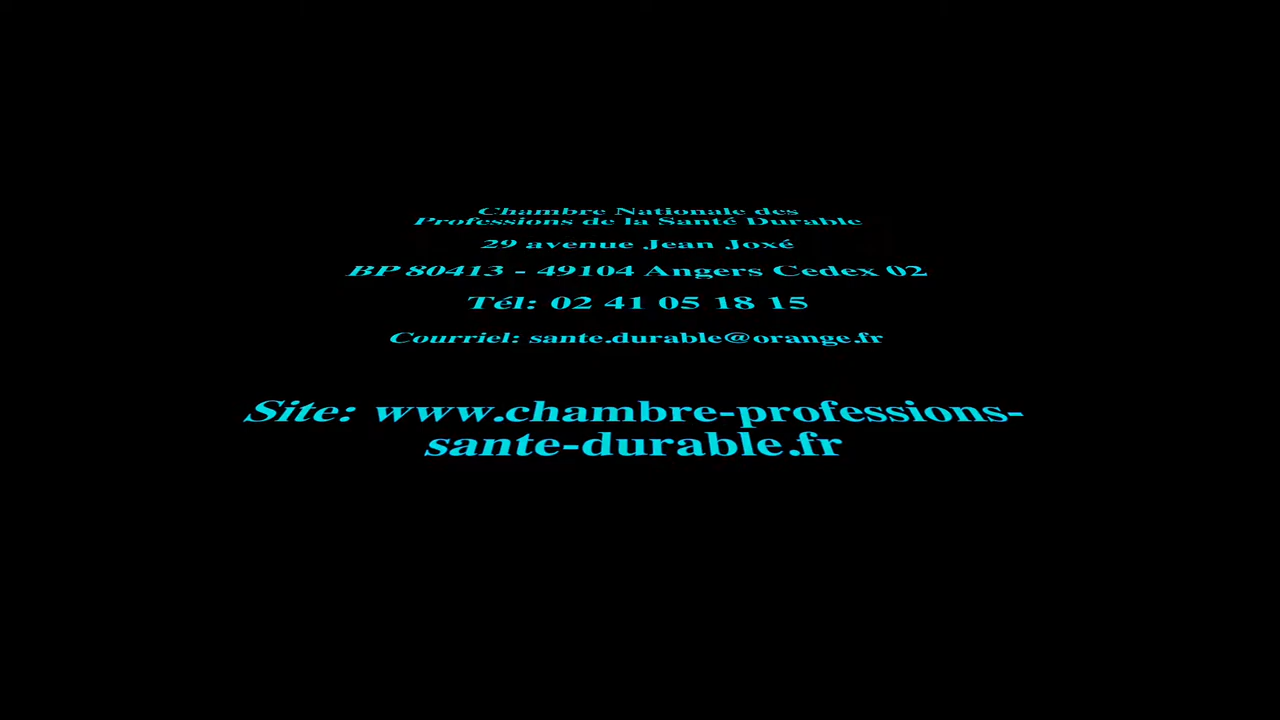 Chambre Nationale des
Professions de la Santé Durable
29 avenue Jean Joxé
BP 80413 - 49104 Angers Cedex 02
Tél: 02 41 05 18 15
Courriel: sante.durable@orange.fr
Site: www.chambre-professions-
sante-durable.fr